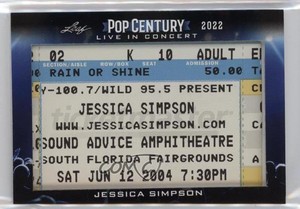 Leaf POP CENTURY 2022
LIVE IN CONCERT
02 K 10 ADULT
SECTION/AISLE ROW/BOX SEAT ADMISSION
RAIN OR SHINE 50.00
Y-100.7/WILD 95.5 PRESENT
JESSICA SIMPSON
WWW.JESSICASIMPSON.COM
SOUND ADVICE AMPHITHEATRE
SOUTH FLORIDA FAIRGROUNDS
SAT JUN 12 2004 7:30PM
JESSICA SIMPSON